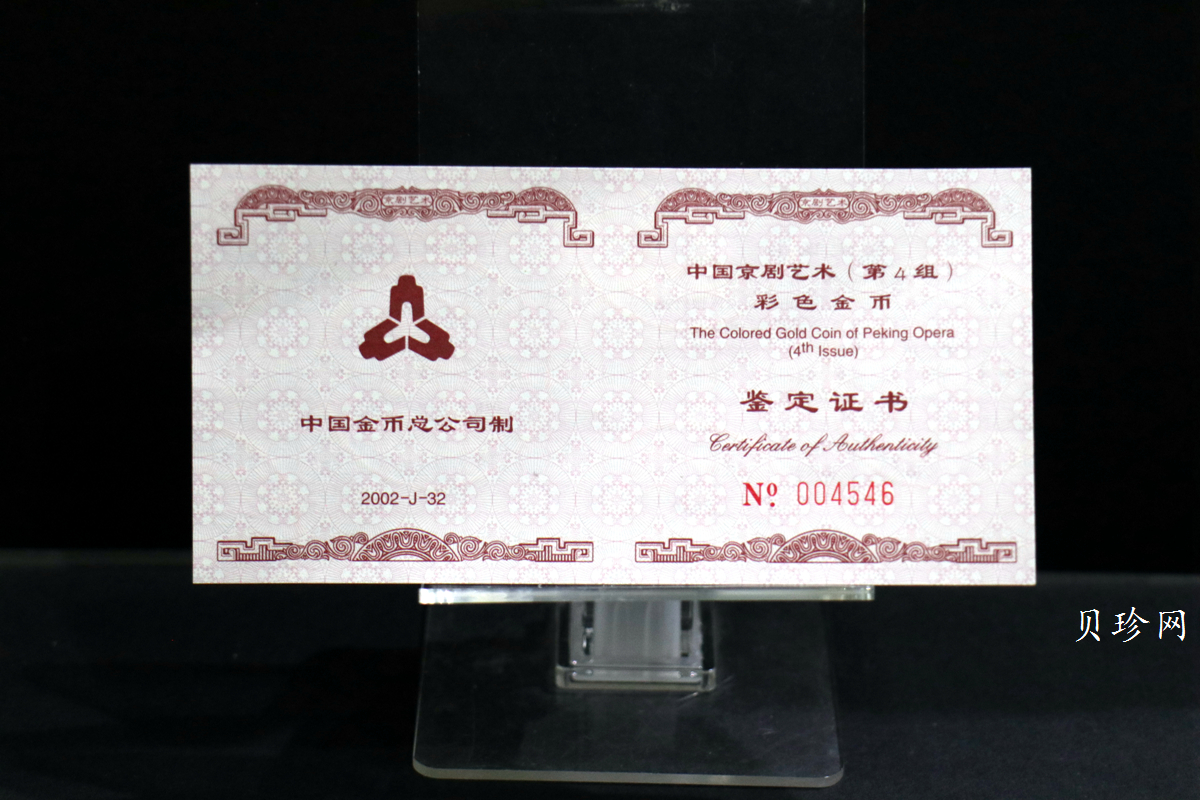 京剧艺术
中国金币总公司制
2002-J-32
京剧艺术
中国京剧艺术（第4组）
彩色金币
The Colored Gold Coin of Peking Opera
(4th Issue)
鉴定证书
Certificate of Authenticity
Nº 004546
贝珍网